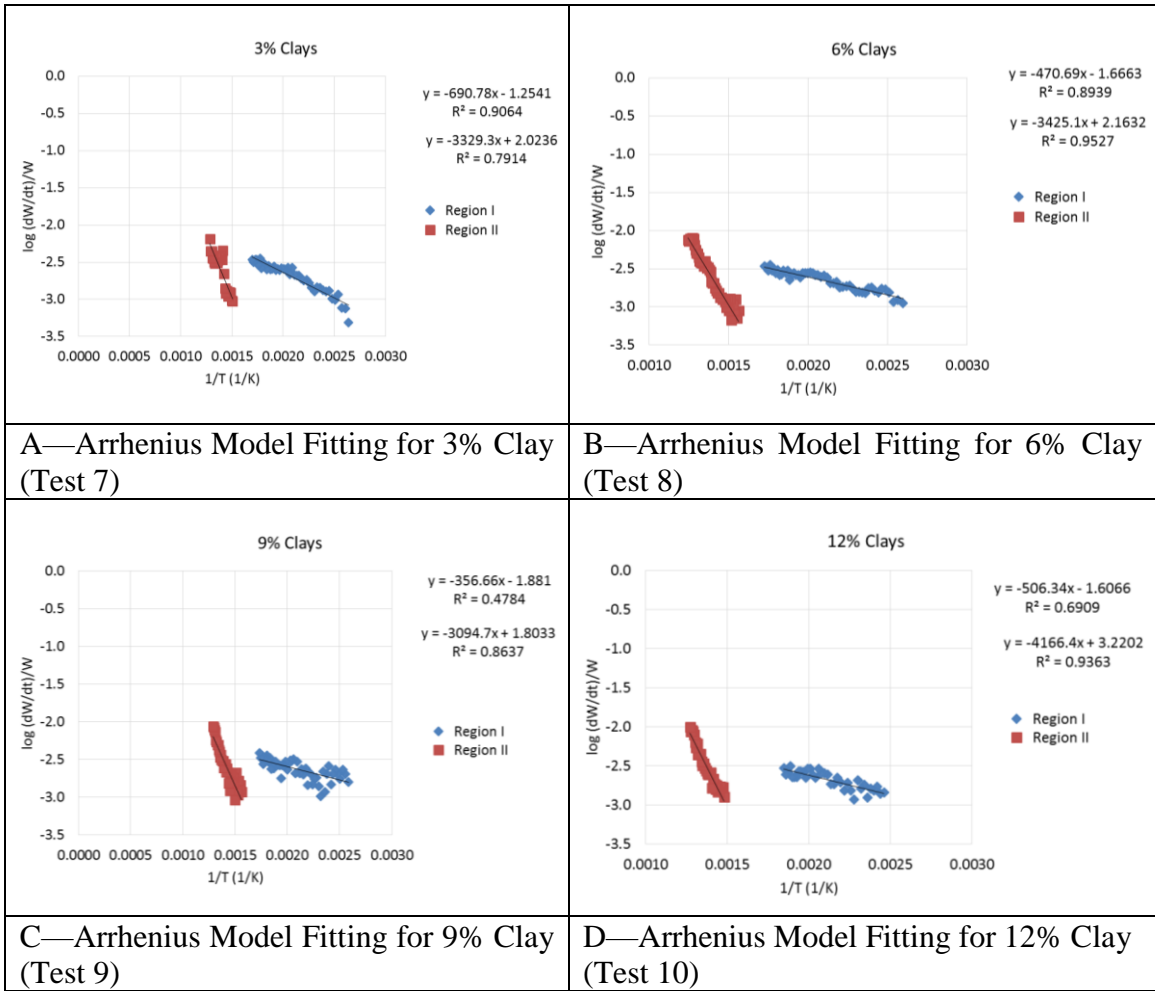 3% Clays
0.0
-0.5
-1.0
-1.5
-2.0
-2.5
-3.0
-3.5
log (dW/dt)/W
0.0000 0.0005 0.0010 0.0015 0.0020 0.0025 0.0030
1/T (1/K)
y = -690.78x - 1.2541
R² = 0.9064
y = -3329.3x + 2.0236
R² = 0.7914
Region I
Region II
6% Clays
0.0
-0.5
-1.0
-1.5
-2.0
-2.5
-3.0
-3.5
log (dW/dt)/W
0.0010 0.0015 0.0020 0.0025 0.0030
1/T (1/K)
y = -470.69x - 1.6663
R² = 0.8939
y = -3425.1x + 2.1632
R² = 0.9527
Region I
Region II
A—Arrhenius Model Fitting for 3% Clay
(Test 7)
B—Arrhenius Model Fitting for 6% Clay
(Test 8)
9% Clays
0.0
-0.5
-1.0
-1.5
-2.0
-2.5
-3.0
-3.5
log (dW/dt)/W
0.0000 0.0005 0.0010 0.0015 0.0020 0.0025 0.0030
1/T (1/K)
y = -356.66x - 1.881
R² = 0.4784
y = -3094.7x + 1.8033
R² = 0.8637
Region I
Region II
12% Clays
0.0
-0.5
-1.0
-1.5
-2.0
-2.5
-3.0
-3.5
log (dW/dt)/W
0.0010 0.0015 0.0020 0.0025 0.0030
1/T (1/K)
y = -506.34x - 1.6066
R² = 0.6909
y = -4166.4x + 3.2202
R² = 0.9363
Region I
Region II
C—Arrhenius Model Fitting for 9% Clay
(Test 9)
D—Arrhenius Model Fitting for 12% Clay
(Test 10)